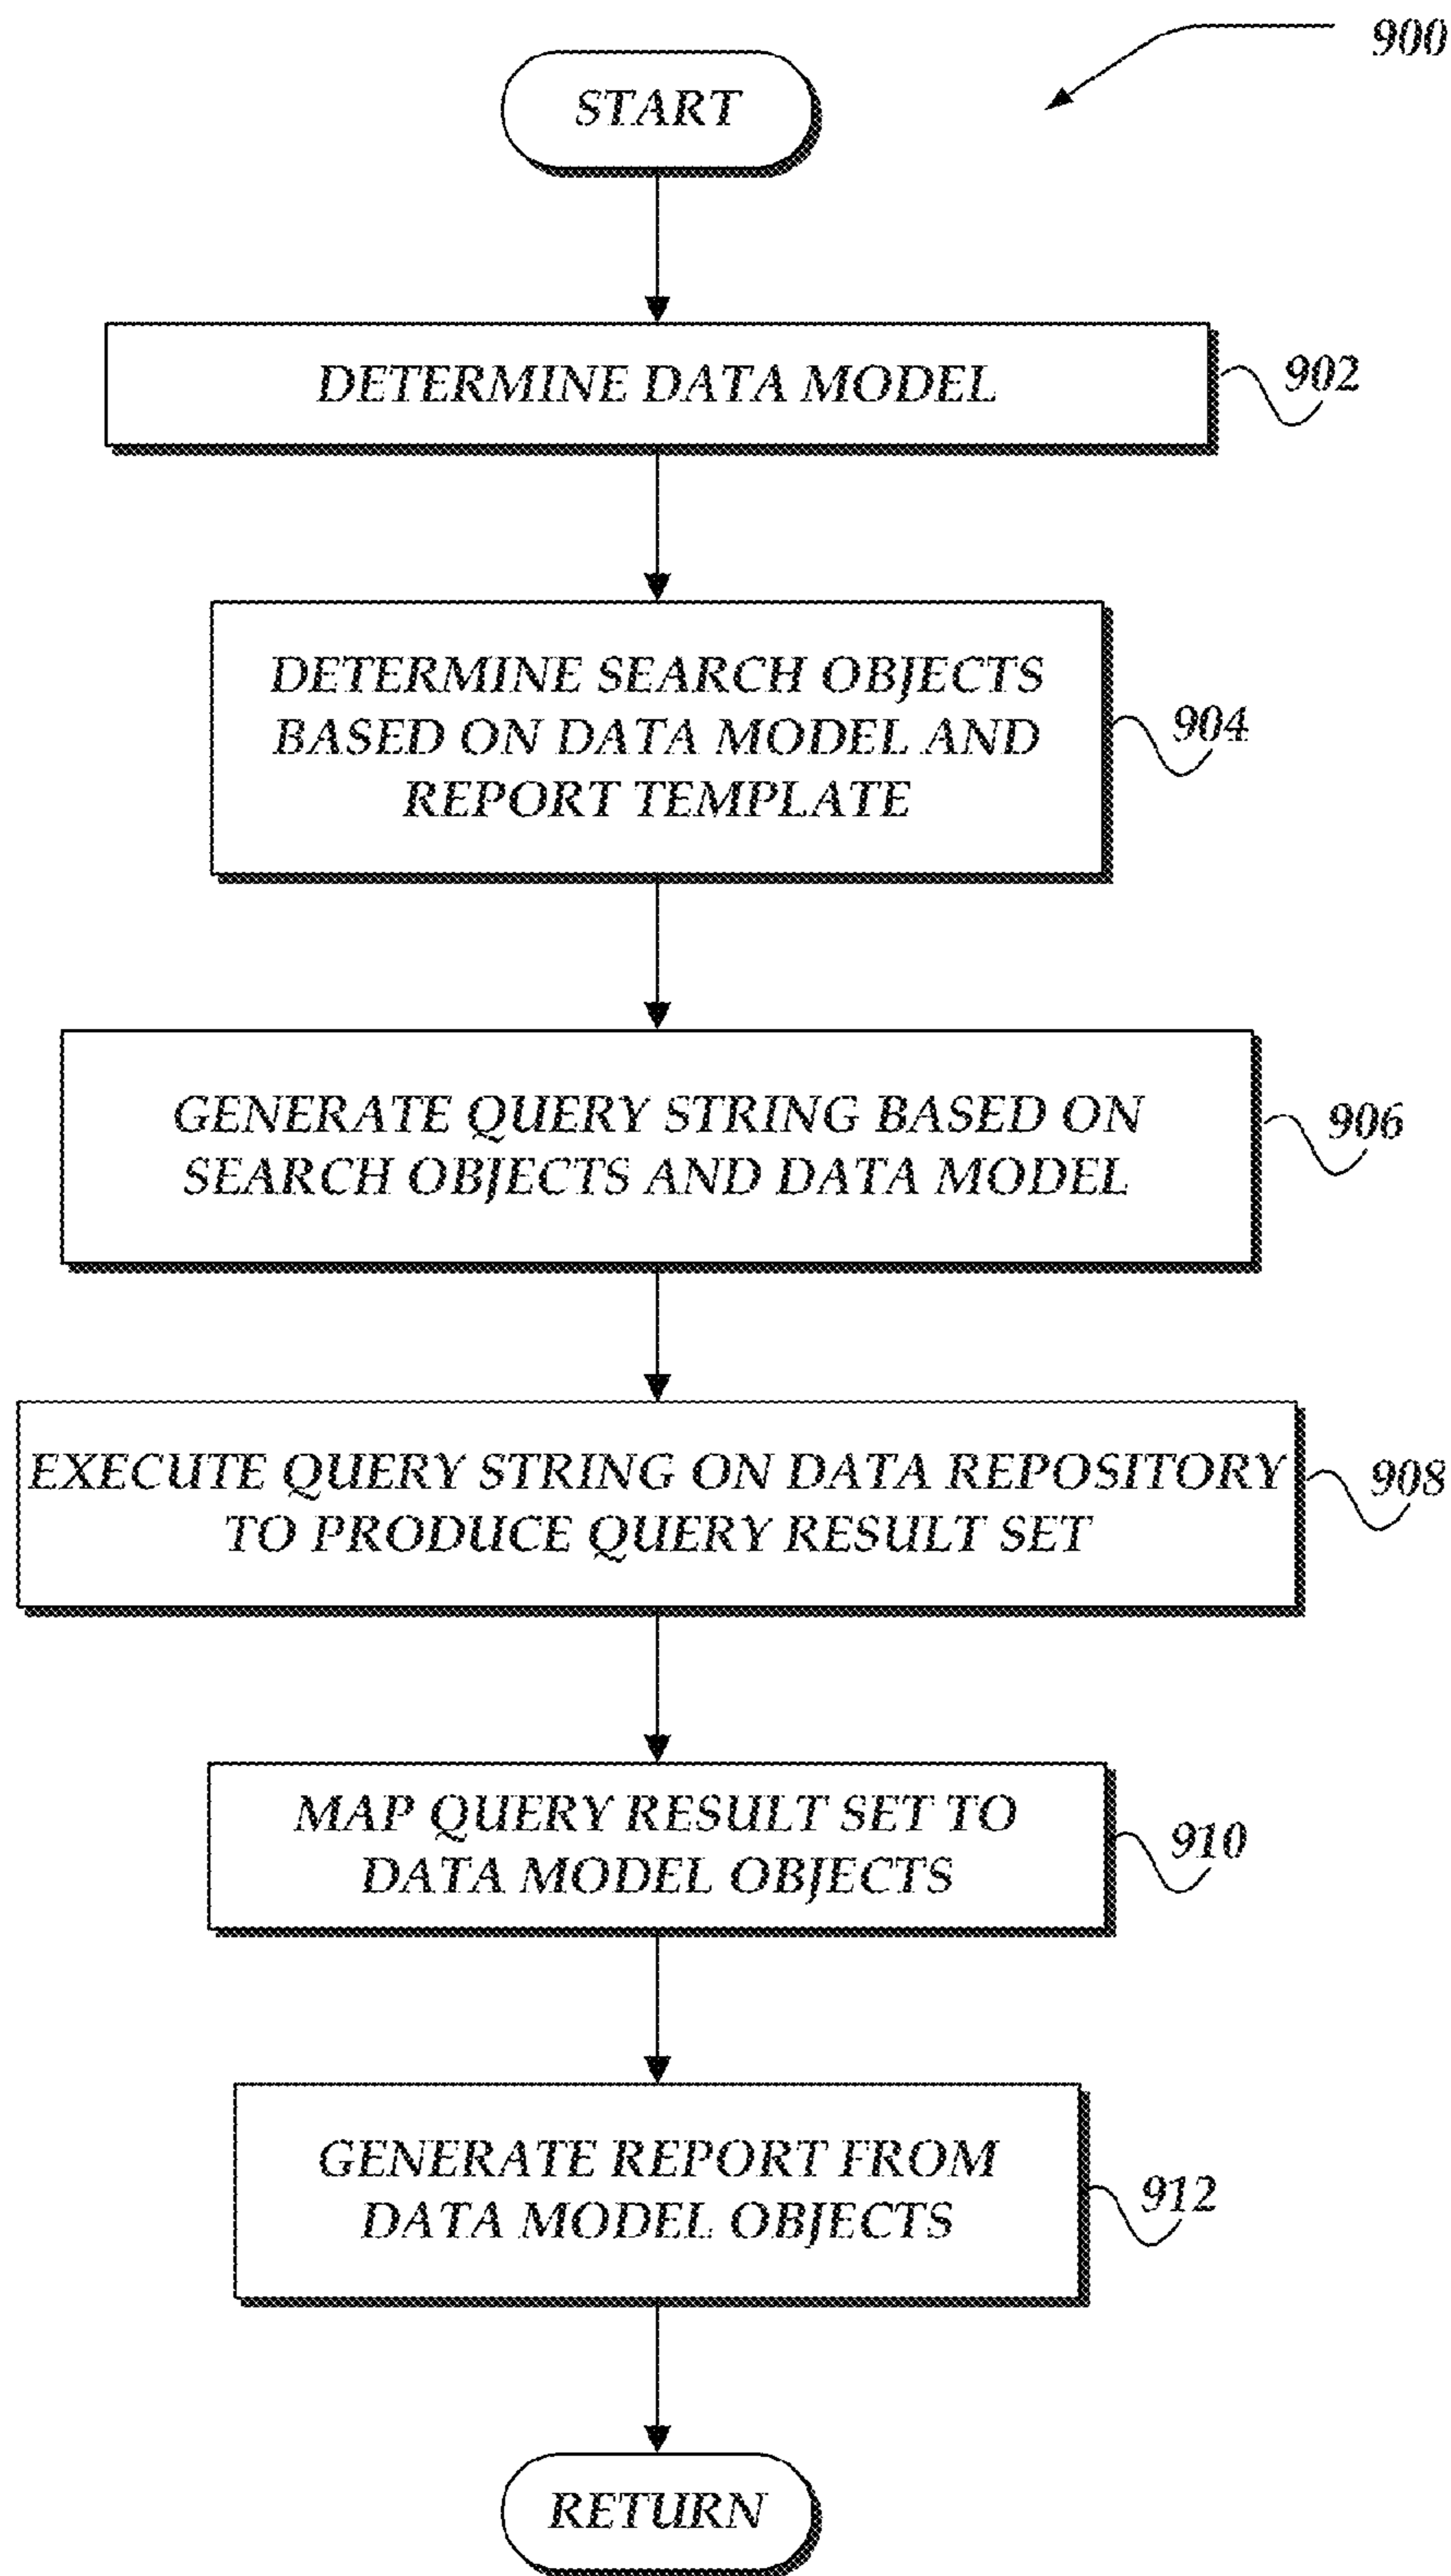 900
START
DETERMINE DATA MODEL
902
DETERMINE SEARCH OBJECTS
BASED ON DATA MODEL AND
REPORT TEMPLATE
904
GENERATE QUERY STRING BASED ON
SEARCH OBJECTS AND DATA MODEL
906
EXECUTE QUERY STRING ON DATA REPOSITORY
TO PRODUCE QUERY RESULT SET
908
MAP QUERY RESULT SET TO
DATA MODEL OBJECTS
910
GENERATE REPORT FROM
DATA MODEL OBJECTS
912
RETURN